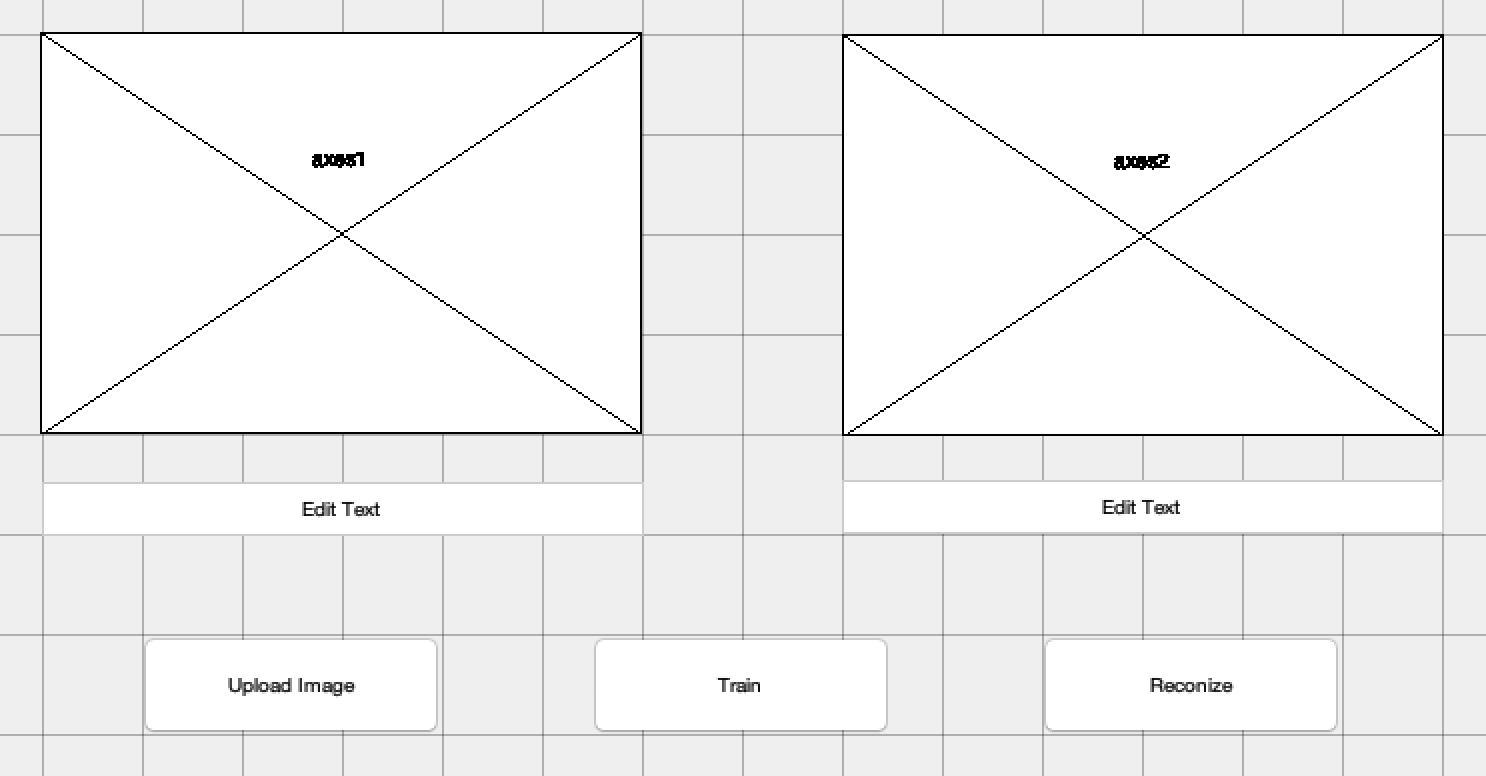 axes1
axes2
Edit Text
Edit Text
Upload Image
Train
Reconize